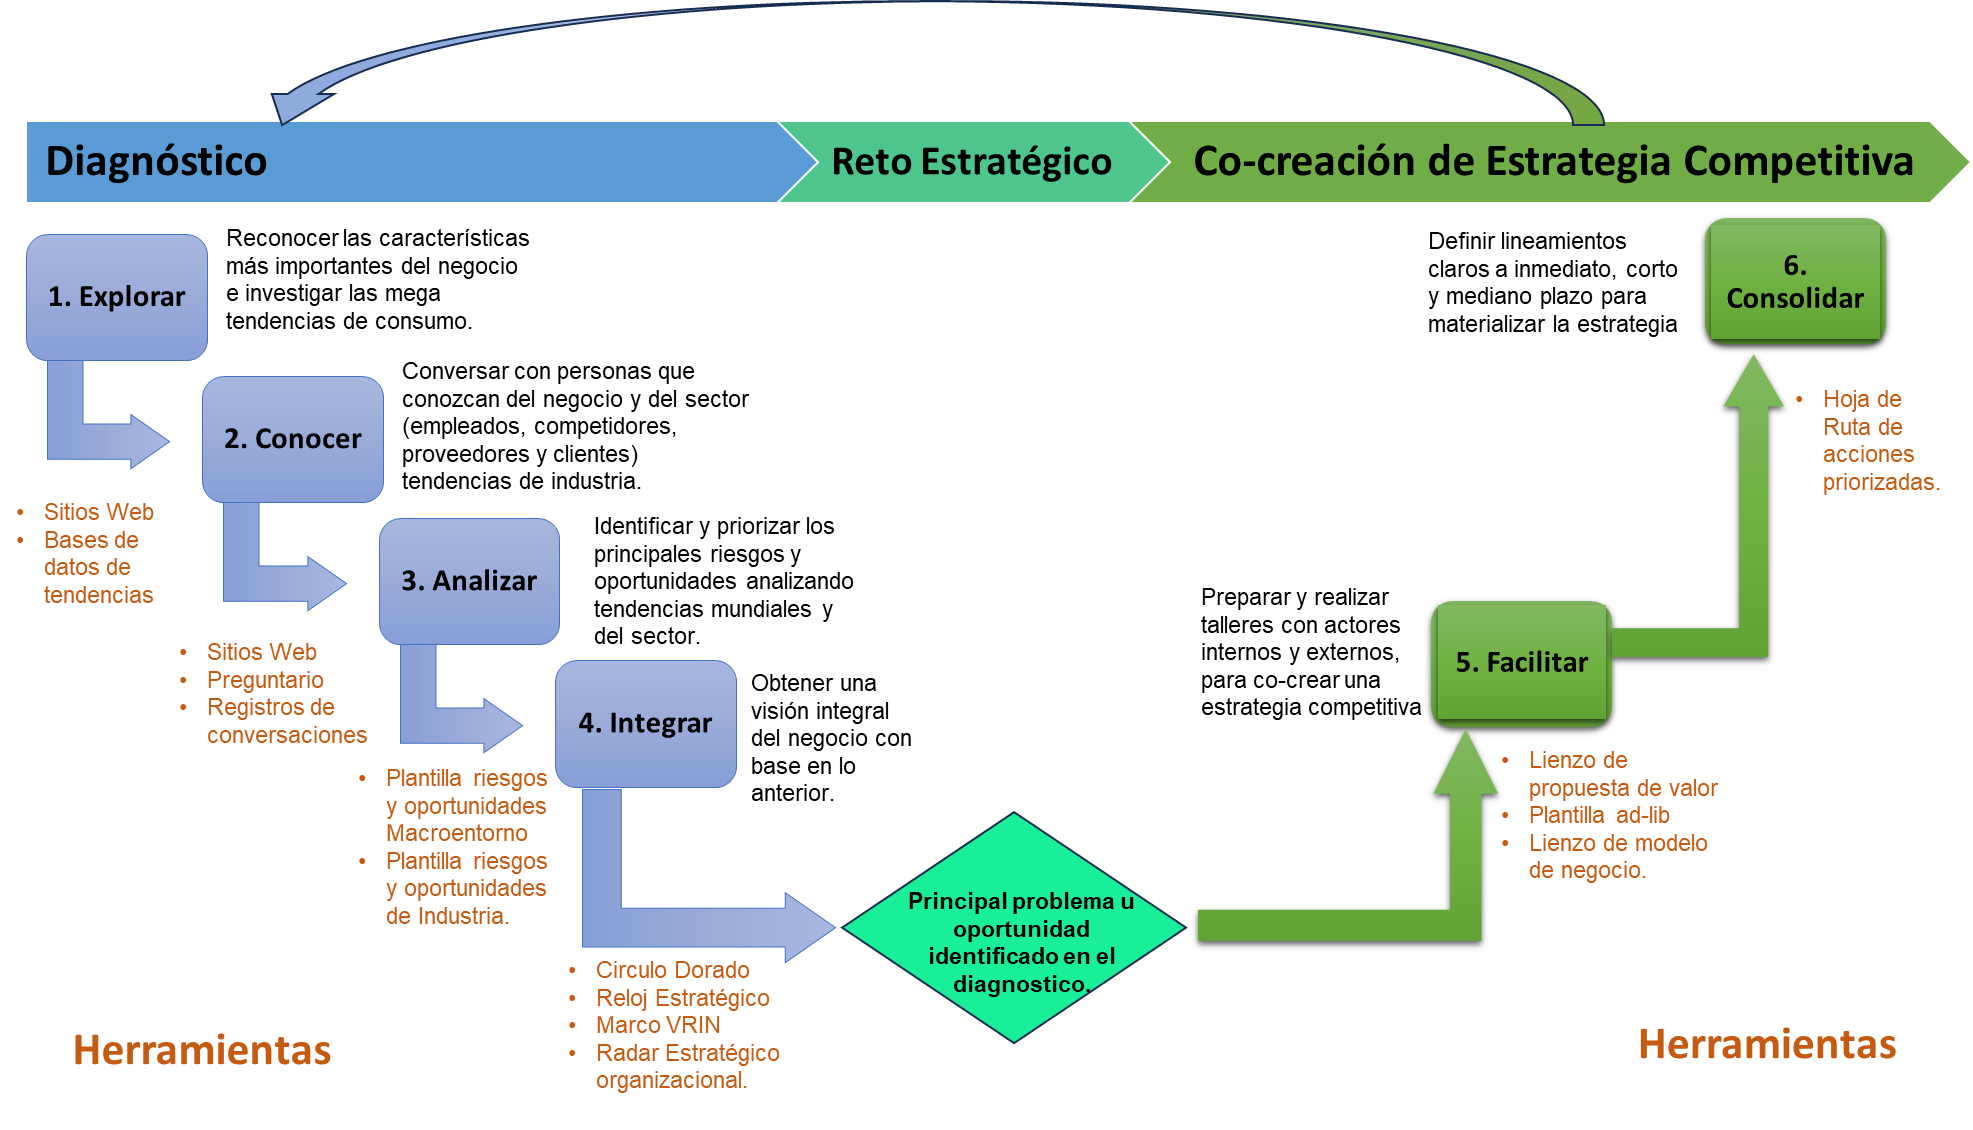 Diagnóstico
Reto Estratégico
Co-creación de Estrategia Competitiva
1. Explorar
Reconocer las características
más importantes del negocio
e investigar las mega
tendencias de consumo.
• Sitios Web
• Bases de
datos de
tendencias
2. Conocer
Conversar con personas que
conozcan del negocio y del sector
(empleados, competidores,
proveedores y clientes)
tendencias de industria.
• Sitios Web
• Preguntario
• Registros de
conversaciones
3. Analizar
Identificar y priorizar los
principales riesgos y
oportunidades analizando
tendencias mundiales y
del sector.
• Plantilla riesgos
y oportunidades
Macroentorno
• Plantilla riesgos
y oportunidades
de Industria.
4. Integrar
Obtener una
visión integral
del negocio con
base en lo
anterior.
• Circulo Dorado
• Reloj Estratégico
• Marco VRIN
• Radar Estratégico
organizacional.
Principal problema u
oportunidad
identificado en el
diagnostico.
Preparar y realizar
talleres con actores
internos y externos,
para co-crear una
estrategia competitiva
5. Facilitar
• Lienzo de
propuesta de valor
• Plantilla ad-lib
• Lienzo de modelo
de negocio.
Definir lineamientos
claros a inmediato, corto
y mediano plazo para
materializar la estrategia
6.
Consolidar
• Hoja de
Ruta de
acciones
priorizadas.
Herramientas
Herramientas